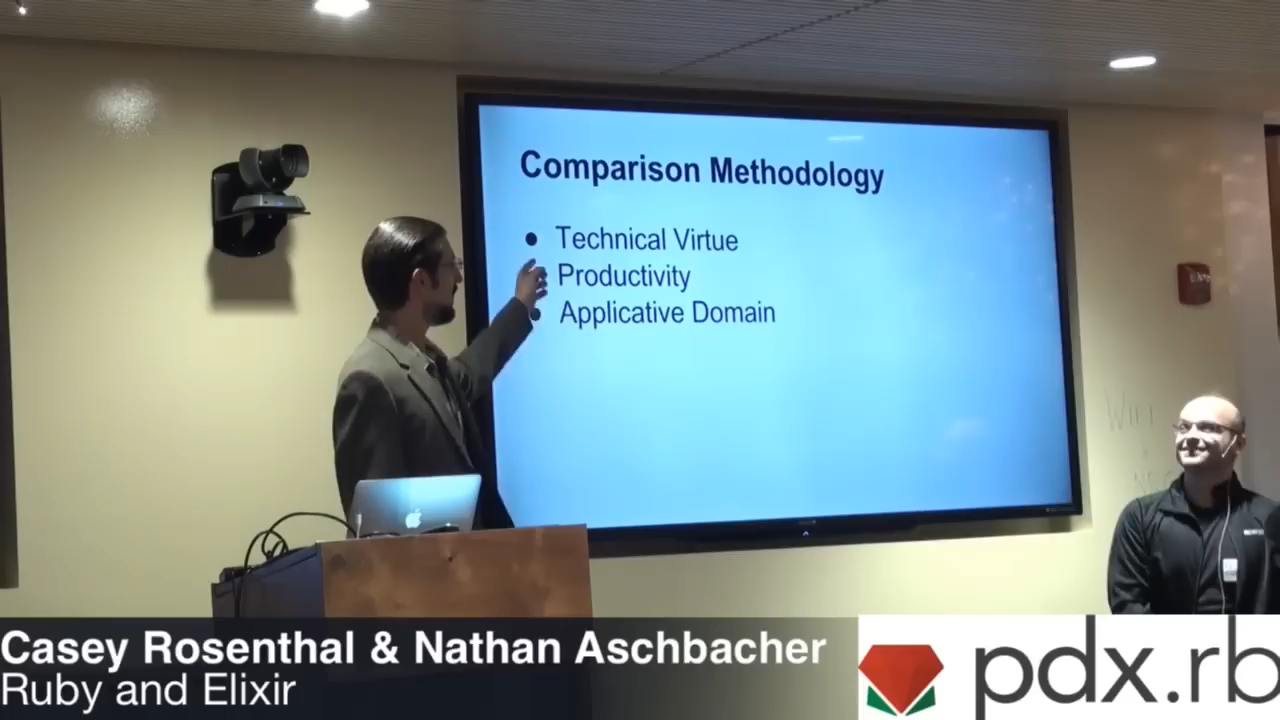 Comparison Methodology
● Technical Virtue
Productivity
● Applicative Domain
Casey Rosenthal & Nathan Aschbacher
Ruby and Elixir
pdx.rb